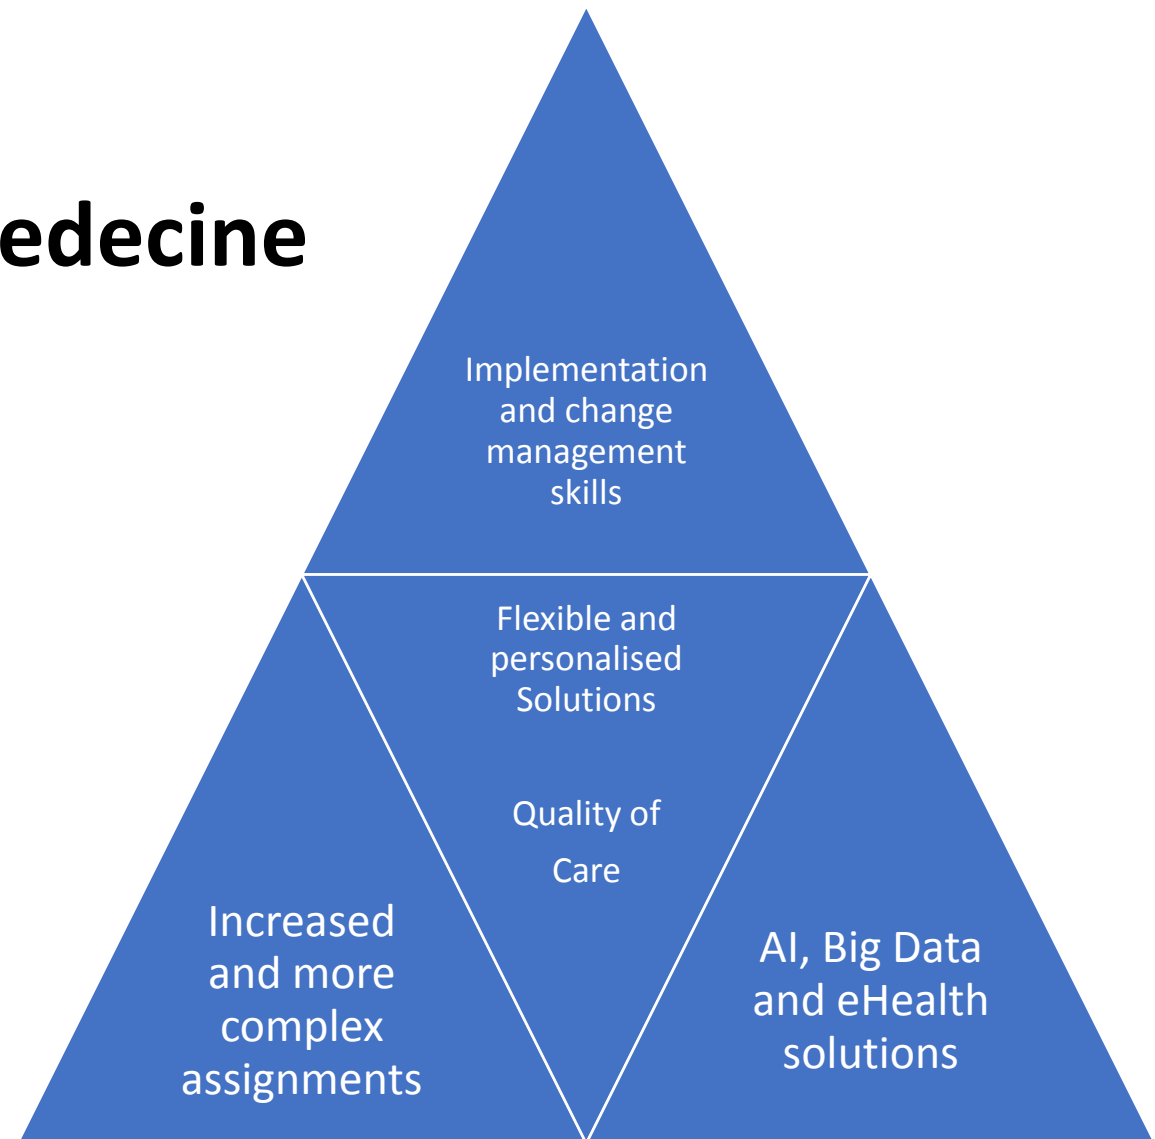 edecine
Implementation
and change
management
skills
Flexible and
personalised
Solutions
Quality of
Care
Increased
and more
complex
assignments
AI, Big Data
and eHealth
solutions